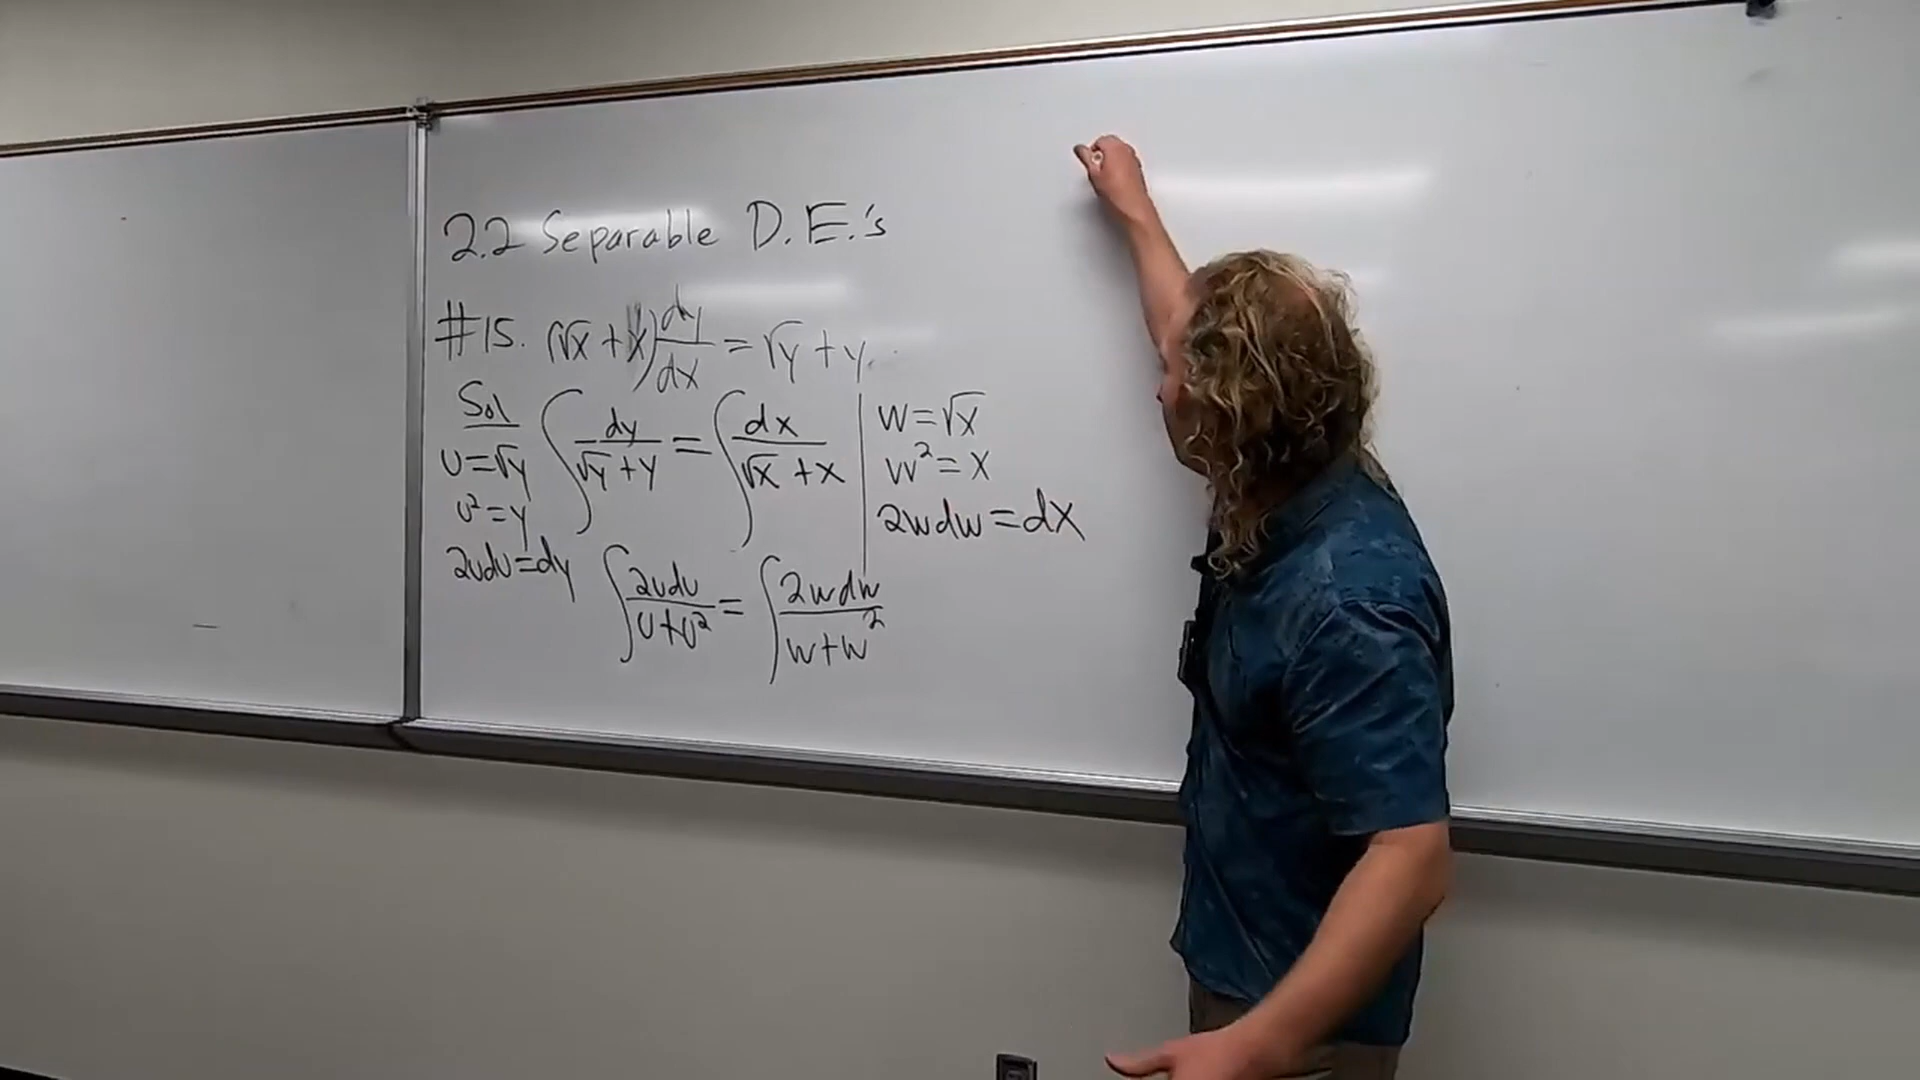 2.2 Separable D.E.'s
#15. (√x + x) dy/dx = √y + y
Sol
u = √y
u² = y
2udu = dy
∫ dy/(√y + y) = ∫ dx/(√x + x)
w = √x
w² = x
2wdw = dx
∫ 2udu/(u + u²) = ∫ 2wdw/(w + w²)